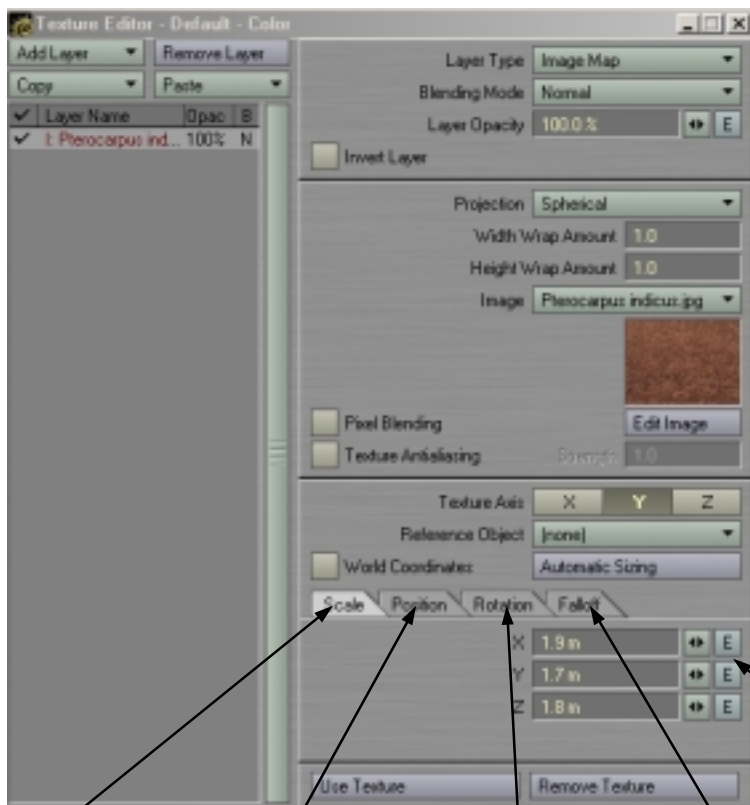 Texture Editor - Default - Color
Add Layer Remove Layer
Copy Paste
Layer Name Opac B
I: Pterocarpus ind... 100% N
Layer Type Image Map
Blending Mode Normal
Layer Opacity 100.0 % E
Invert Layer
Projection Spherical
Width Wrap Amount 1.0
Height Wrap Amount 1.0
Image Pterocarpus indicus.jpg
Pixel Blending Edit Image
Texture Antialiasing Strength 1.0
Texture Axis X Y Z
Reference Object (none)
World Coordinates Automatic Sizing
Scale Position Rotation Falloff
X 1.9 m E
Y 1.7 m E
Z 1.8 m E
Use Texture Remove Texture